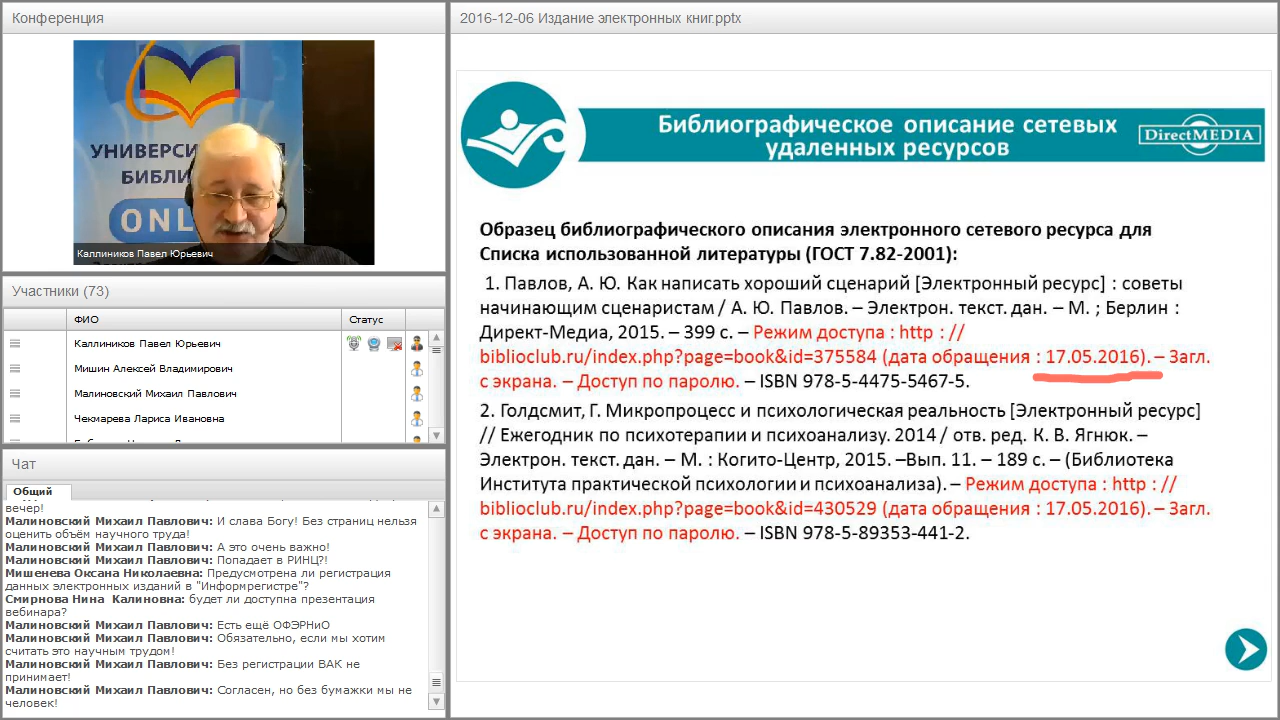 Конференция
УНИВЕРСИ
БИБЛИ
ONL
Каллиников Павел Юрьевич
Участники (73)
ФИО
Статус
Каллиников Павел Юрьевич
Мишин Алексей Владимирович
Малиновский Михаил Павлович
Чекмарева Лариса Ивановна
Чат
Общий
вечер!
Малиновский Михаил Павлович: И слава Богу! Без страниц нельзя
оценить объём научного труда!
Малиновский Михаил Павлович: А это очень важно!
Малиновский Михаил Павлович: Попадает в РИНЦ?!
Мишенева Оксана Николаевна: Предусмотрена ли регистрация
данных электронных изданий в "Информрегистре"?
Смирнова Нина Калиновна: будет ли доступна презентация
вебинара?
Малиновский Михаил Павлович: Есть ещё ОФЭРНиО
Малиновский Михаил Павлович: Обязательно, если мы хотим
считать это научным трудом!
Малиновский Михаил Павлович: Без регистрации ВАК не
принимает!
Малиновский Михаил Павлович: Согласен, но без бумажки мы не
человек!
2016-12-06 Издание электронных книг.pptx
Библиографическое описание сетевых
удаленных ресурсов
DirectMEDIA
Образец библиографического описания электронного сетевого ресурса для
Списка использованной литературы (ГОСТ 7.82-2001):
1. Павлов, А. Ю. Как написать хороший сценарий [Электронный ресурс] : советы
начинающим сценаристам / А. Ю. Павлов. – Электрон. текст. дан. – М. ; Берлин :
Директ-Медиа, 2015. – 399 с. – Режим доступа : http : //
biblioclub.ru/index.php?page=book&id=375584 (дата обращения : 17.05.2016). – Загл.
с экрана. – Доступ по паролю. – ISBN 978-5-4475-5467-5.
2. Голдсмит, Г. Микропроцесс и психологическая реальность [Электронный ресурс]
// Ежегодник по психотерапии и психоанализу. 2014 / отв. ред. К. В. Ягнюк. –
Электрон. текст. дан. – М. : Когито-Центр, 2015. –Вып. 11. – 189 с. – (Библиотека
Института практической психологии и психоанализа). – Режим доступа : http : //
biblioclub.ru/index.php?page=book&id=430529 (дата обращения : 17.05.2016). – Загл.
с экрана. – Доступ по паролю. – ISBN 978-5-89353-441-2.